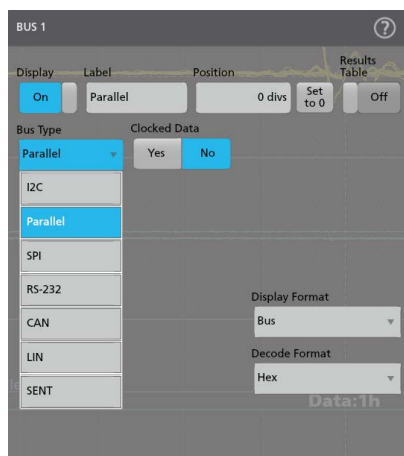 BUS 1
?
Display Label Position Results Table
On Parallel 0 divs Set to 0 Off
Bus Type Clocked Data
Parallel Yes No
I2C
Parallel
SPI
RS-232
Display Format
CAN Bus
LIN Decode Format
Hex
SENT
Data:1h